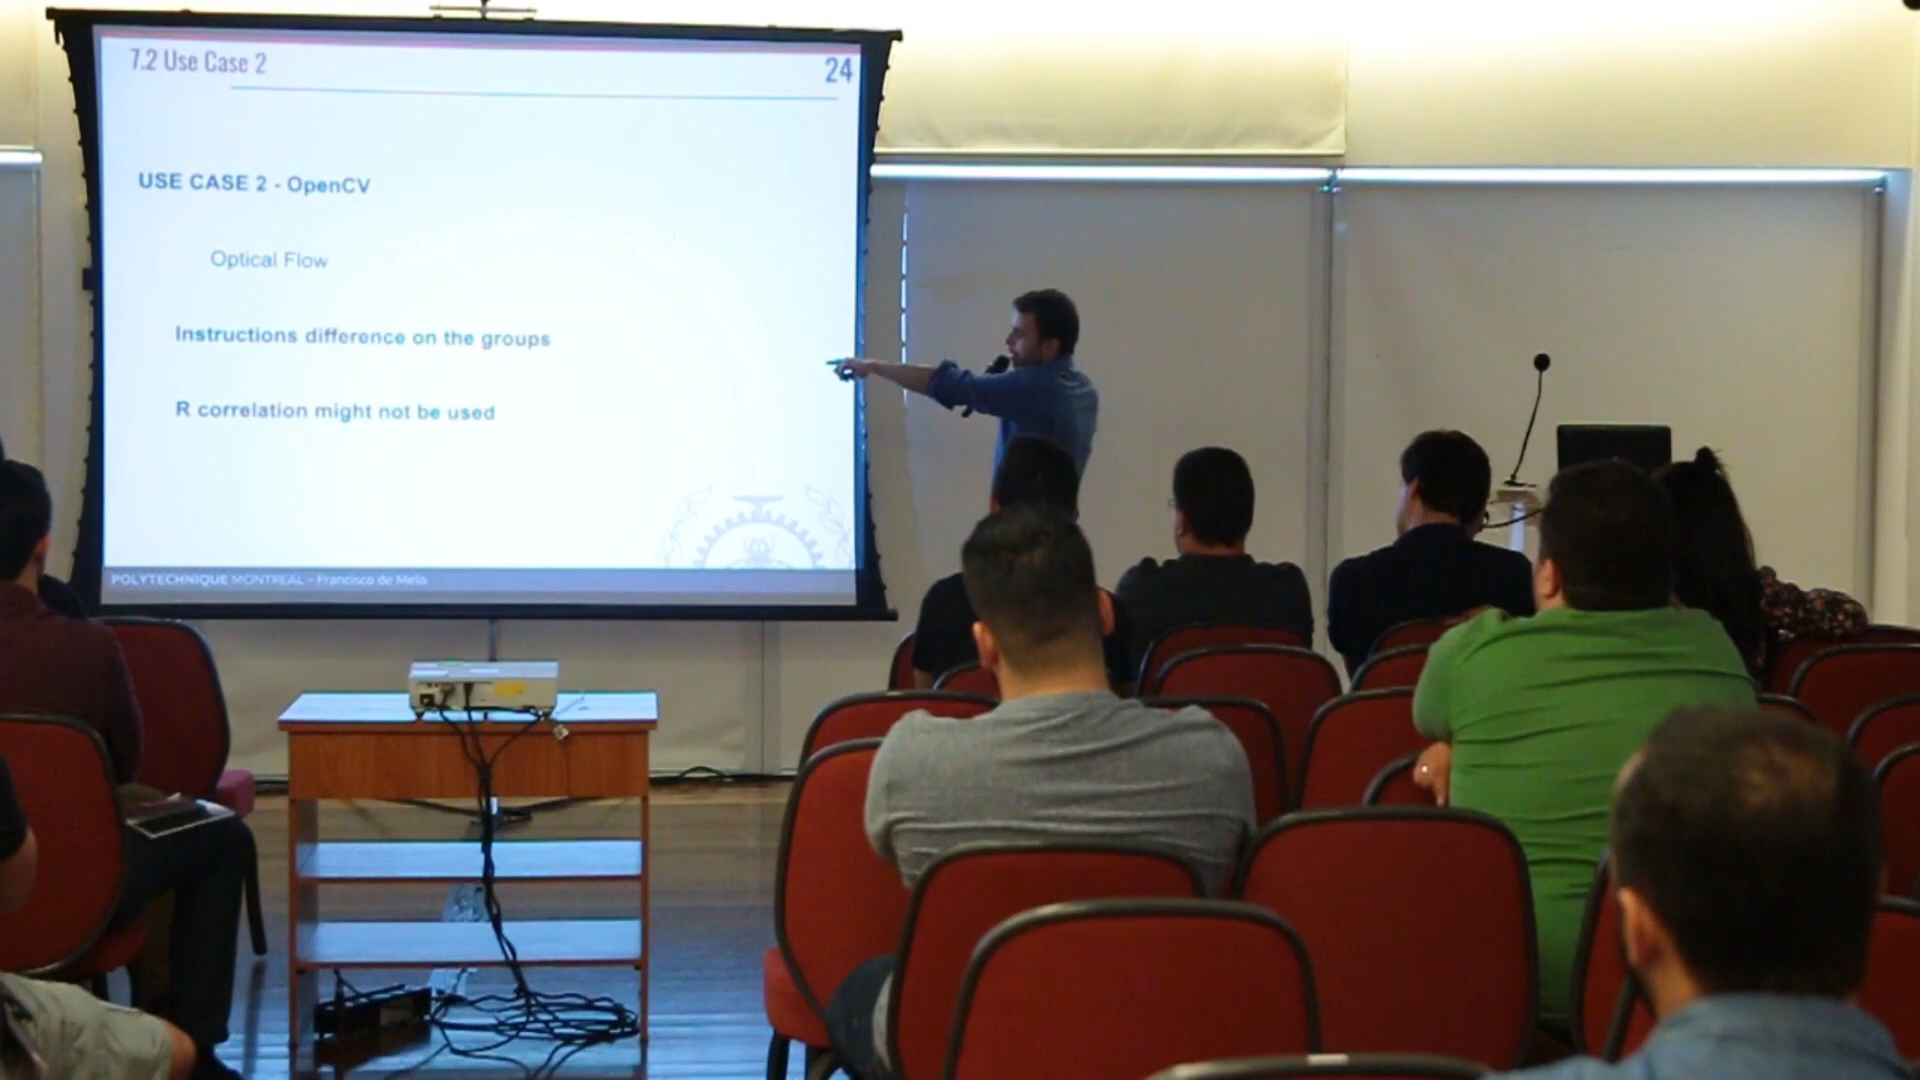 7.2 Use Case 2
24
USE CASE 2 - OpenCV
Optical Flow
Instructions difference on the groups
R correlation might not be used
POLYTECHNIQUE MONTREAL – Francisco de Melo